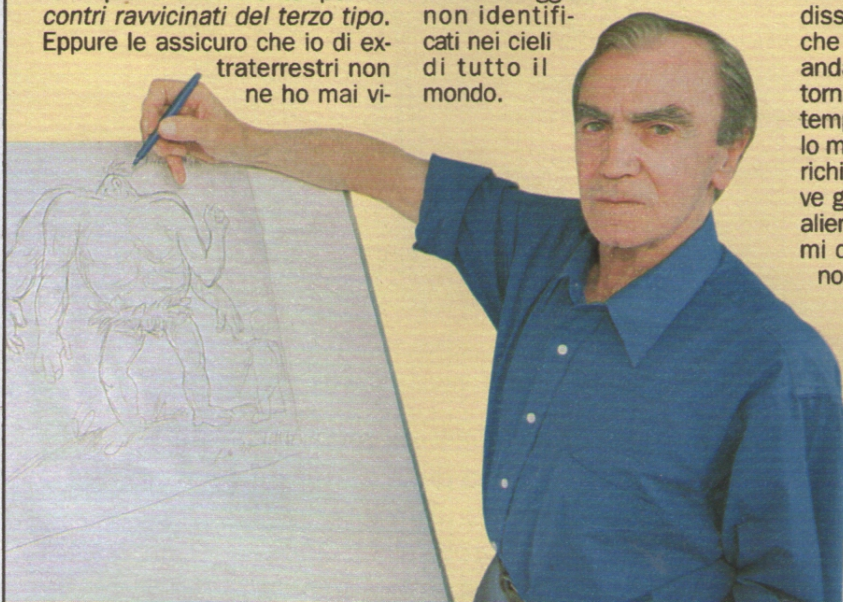 contri ravvicinati del terzo tipo.
Eppure le assicuro che io di ex-
traterrestri non
ne ho mai vi-
non identifi-
cati nei cieli
di tutto il
mondo.
diss
che
anda
torn
temp
lo m
richi
ve g
alier
mi c
no